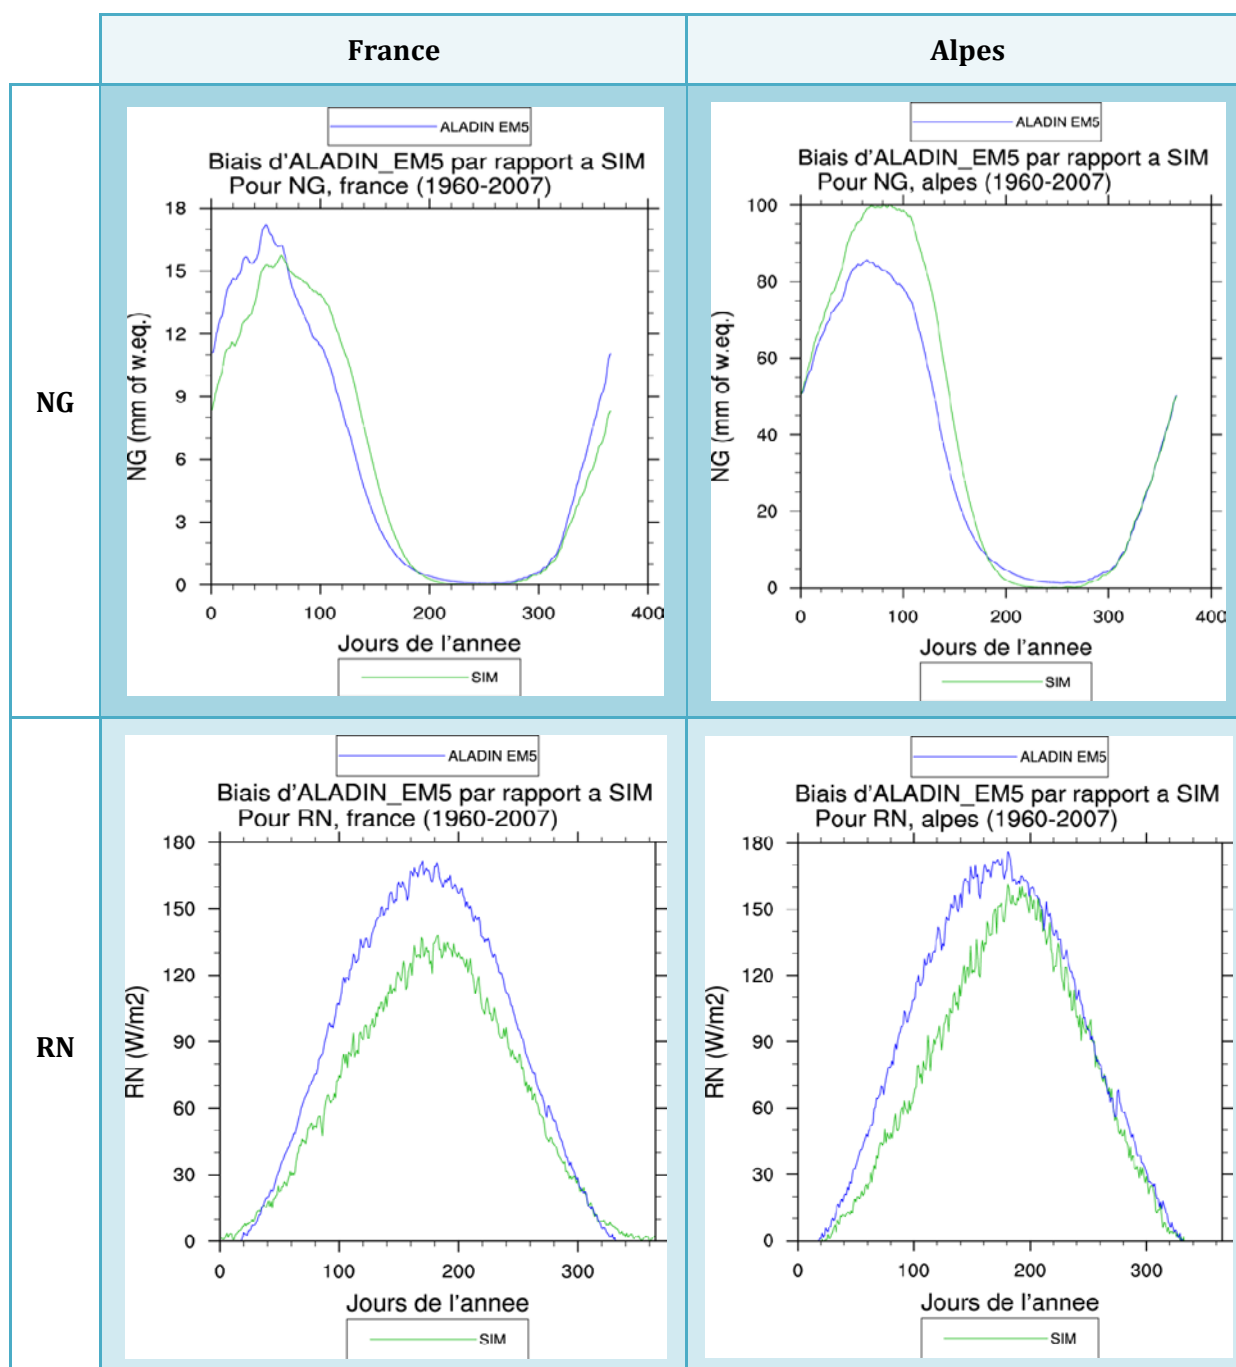 France
Alpes
NG
ALADIN EM5
Biais d'ALADIN_EM5 par rapport a SIM
Pour NG, france (1960-2007)
18
15
12
9
6
3
0
NG (mm of w.eq.)
0 100 200 300 400
Jours de l'annee
SIM
ALADIN EM5
Biais d'ALADIN_EM5 par rapport a SIM
Pour NG, alpes (1960-2007)
100
80
60
40
20
0
NG (mm of w.eq.)
0 100 200 300 400
Jours de l'annee
SIM
RN
ALADIN EM5
Biais d'ALADIN_EM5 par rapport a SIM
Pour RN, france (1960-2007)
180
150
120
90
60
30
0
RN (W/m2)
0 100 200 300
Jours de l'annee
SIM
ALADIN EM5
Biais d'ALADIN_EM5 par rapport a SIM
Pour RN, alpes (1960-2007)
180
150
120
90
60
30
0
RN (W/m2)
0 100 200 300
Jours de l'annee
SIM